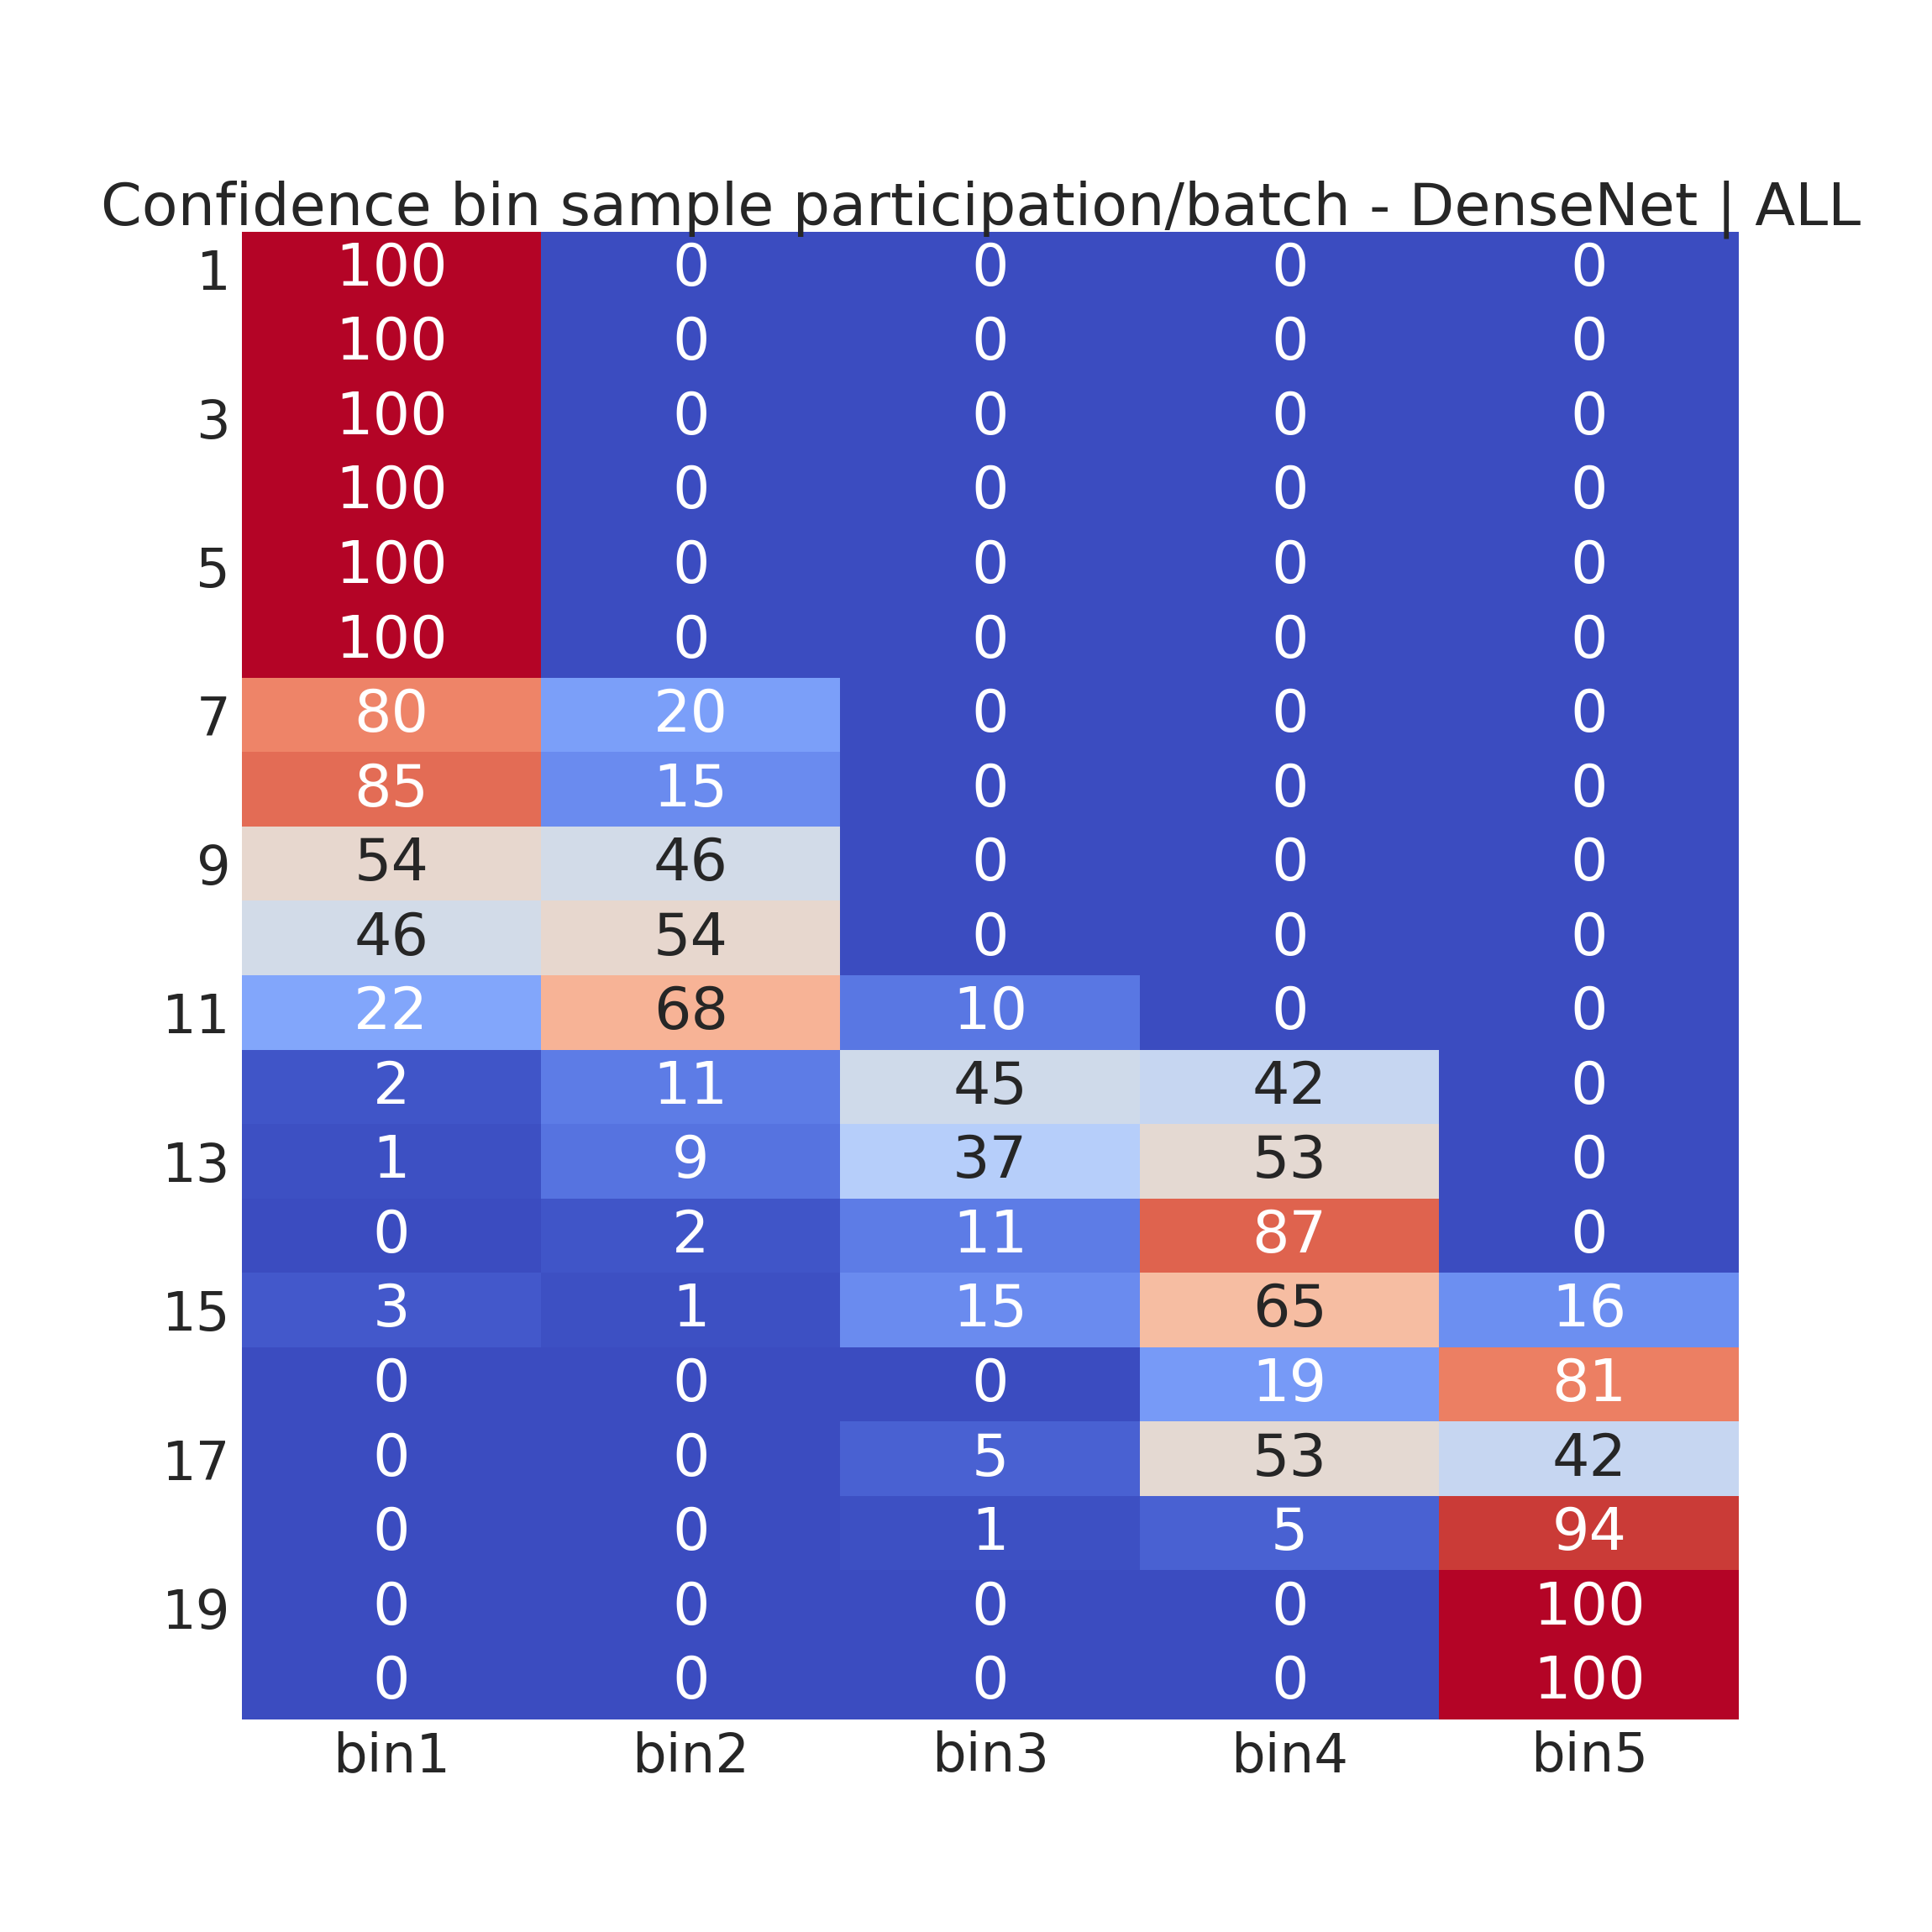 Confidence bin sample participation/batch - DenseNet | ALL
1 100 0 0 0 0
100 0 0 0 0
3 100 0 0 0 0
100 0 0 0 0
5 100 0 0 0 0
100 0 0 0 0
7 80 20 0 0 0
85 15 0 0 0
9 54 46 0 0 0
46 54 0 0 0
11 22 68 10 0 0
2 11 45 42 0
13 1 9 37 53 0
0 2 11 87 0
15 3 1 15 65 16
0 0 0 19 81
17 0 0 5 53 42
0 0 1 5 94
19 0 0 0 0 100
0 0 0 0 100
bin1 bin2 bin3 bin4 bin5